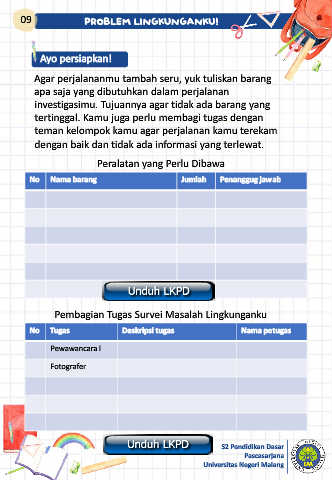 09
PROBLEM LINGKUNGANKU!
Ayo persiapkan!
Agar perjalananmu tambah seru, yuk tuliskan barang
apa saja yang dibutuhkan dalam perjalanan
investigasimu. Tujuannya agar tidak ada barang yang
tertinggal. Kamu juga perlu membagi tugas dengan
teman kelompok kamu agar perjalanan kamu terekam
dengan baik dan tidak ada informasi yang terlewat.
Peralatan yang Perlu Dibawa
No Nama barang Jumlah Penanggug jawab
Unduh LKPD
Pembagian Tugas Survei Masalah Lingkunganku
No Tugas Deskripsi tugas Nama petugas
Pewawancara I
Fotografer
Unduh LKPD
S2 Pendidikan Dasar
Pascasarjana
Universitas Negeri Malang